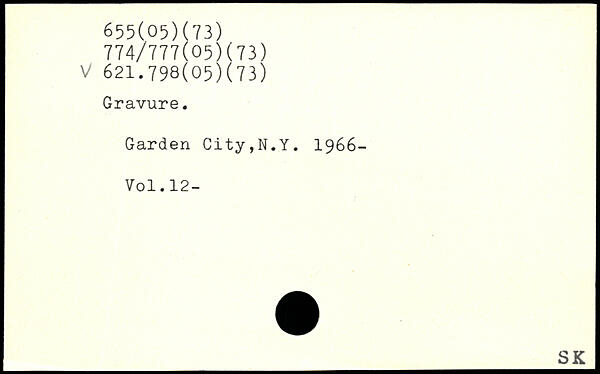 655(05)(73)
774/777(05)(73)
√ 621.798(05)(73)
Gravure.
Garden City,N.Y. 1966-
Vol.12-
SK